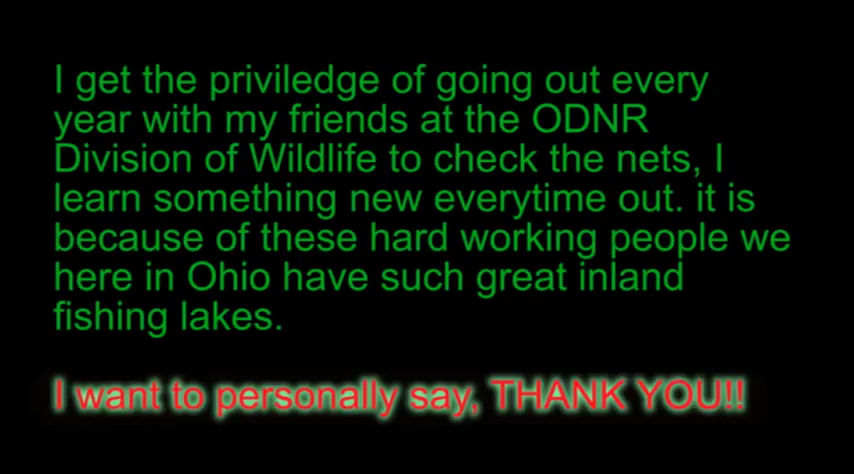 I get the priviledge of going out every
year with my friends at the ODNR
Division of Wildlife to check the nets, I
learn something new everytime out. it is
because of these hard working people we
here in Ohio have such great inland
fishing lakes.
I want to personally say, THANK YOU!!